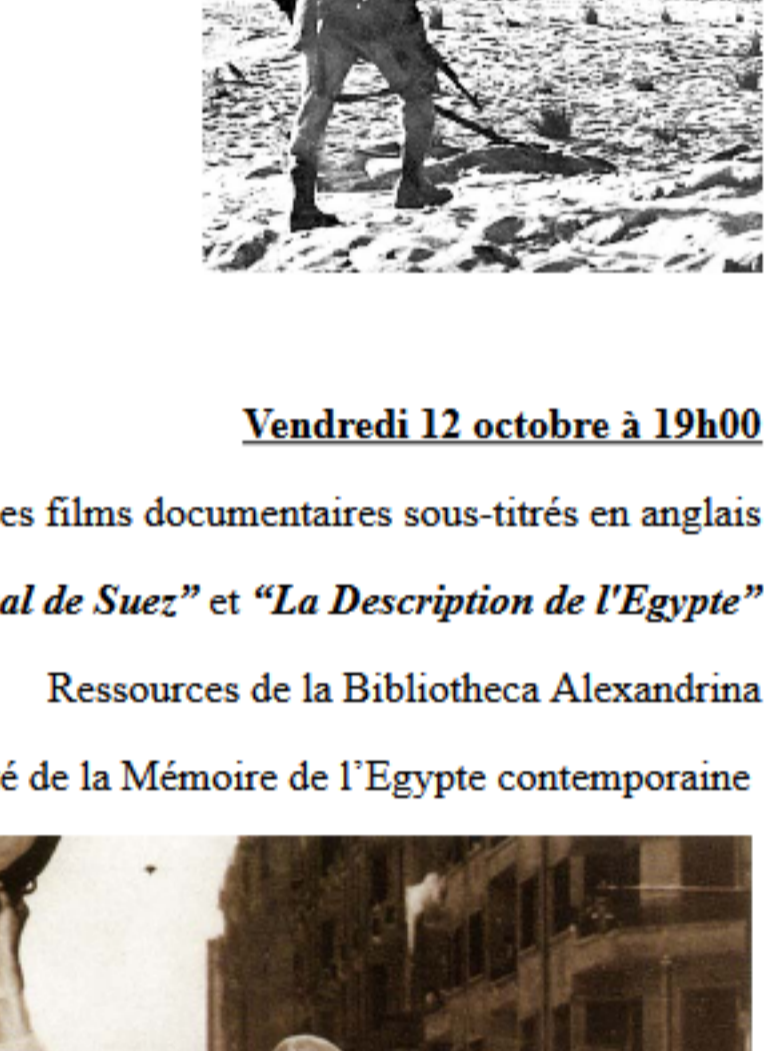 Vendredi 12 octobre à 19h00
es films documentaires sous-titrés en anglais
al de Suez” et “La Description de l'Egypte”
Ressources de la Bibliotheca Alexandrina
é de la Mémoire de l’Egypte contemporaine